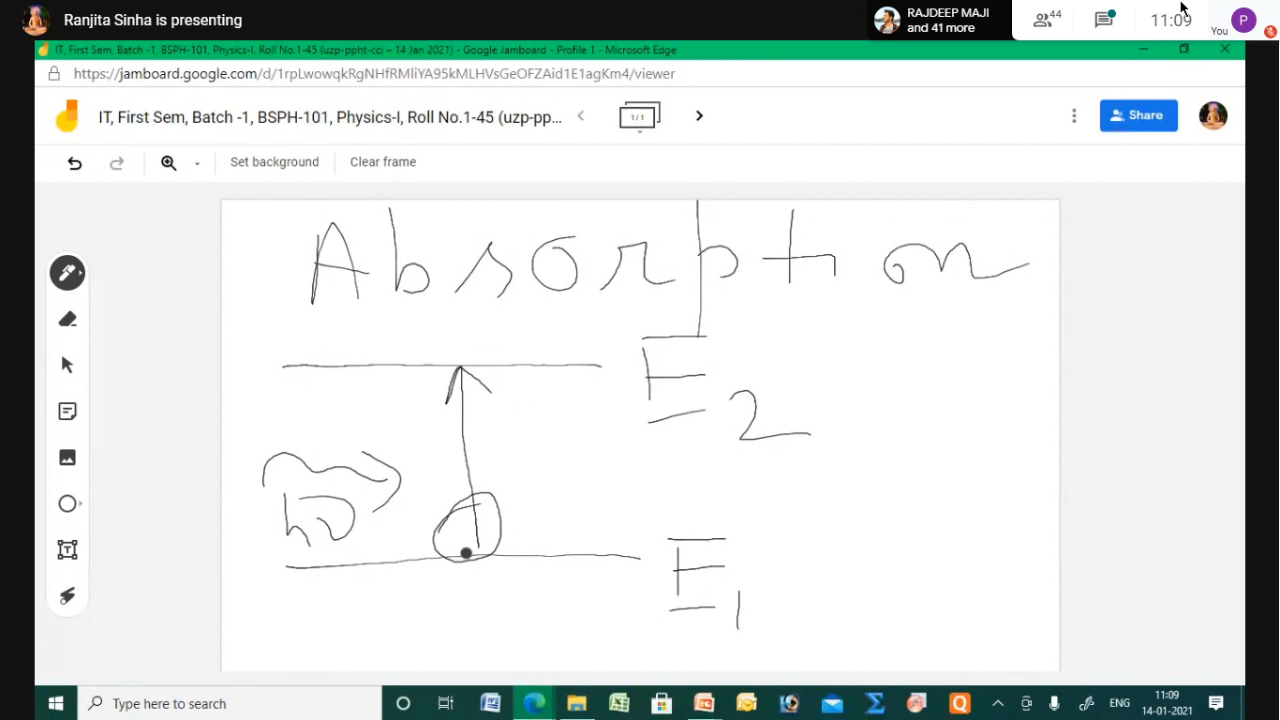 Ranjita Sinha is presenting
RAJDEEP MAJI
and 41 more
44
11:09
You
P
IT, First Sem, Batch -1, BSPH-101, Physics-I, Roll No.1-45 (uzp-ppht-cci – 14 Jan 2021) - Google Jamboard - Profile 1 - Microsoft Edge
https://jamboard.google.com/d/1rpLwowqkRgNHfRMliYA95kMLHVsGeOFZAid1E1agKm4/viewer
IT, First Sem, Batch -1, BSPH-101, Physics-I, Roll No.1-45 (uzp-pp...
1/1
Share
Set background
Clear frame
Absorption
E2
hν
E1
Type here to search
ENG
11:09
14-01-2021